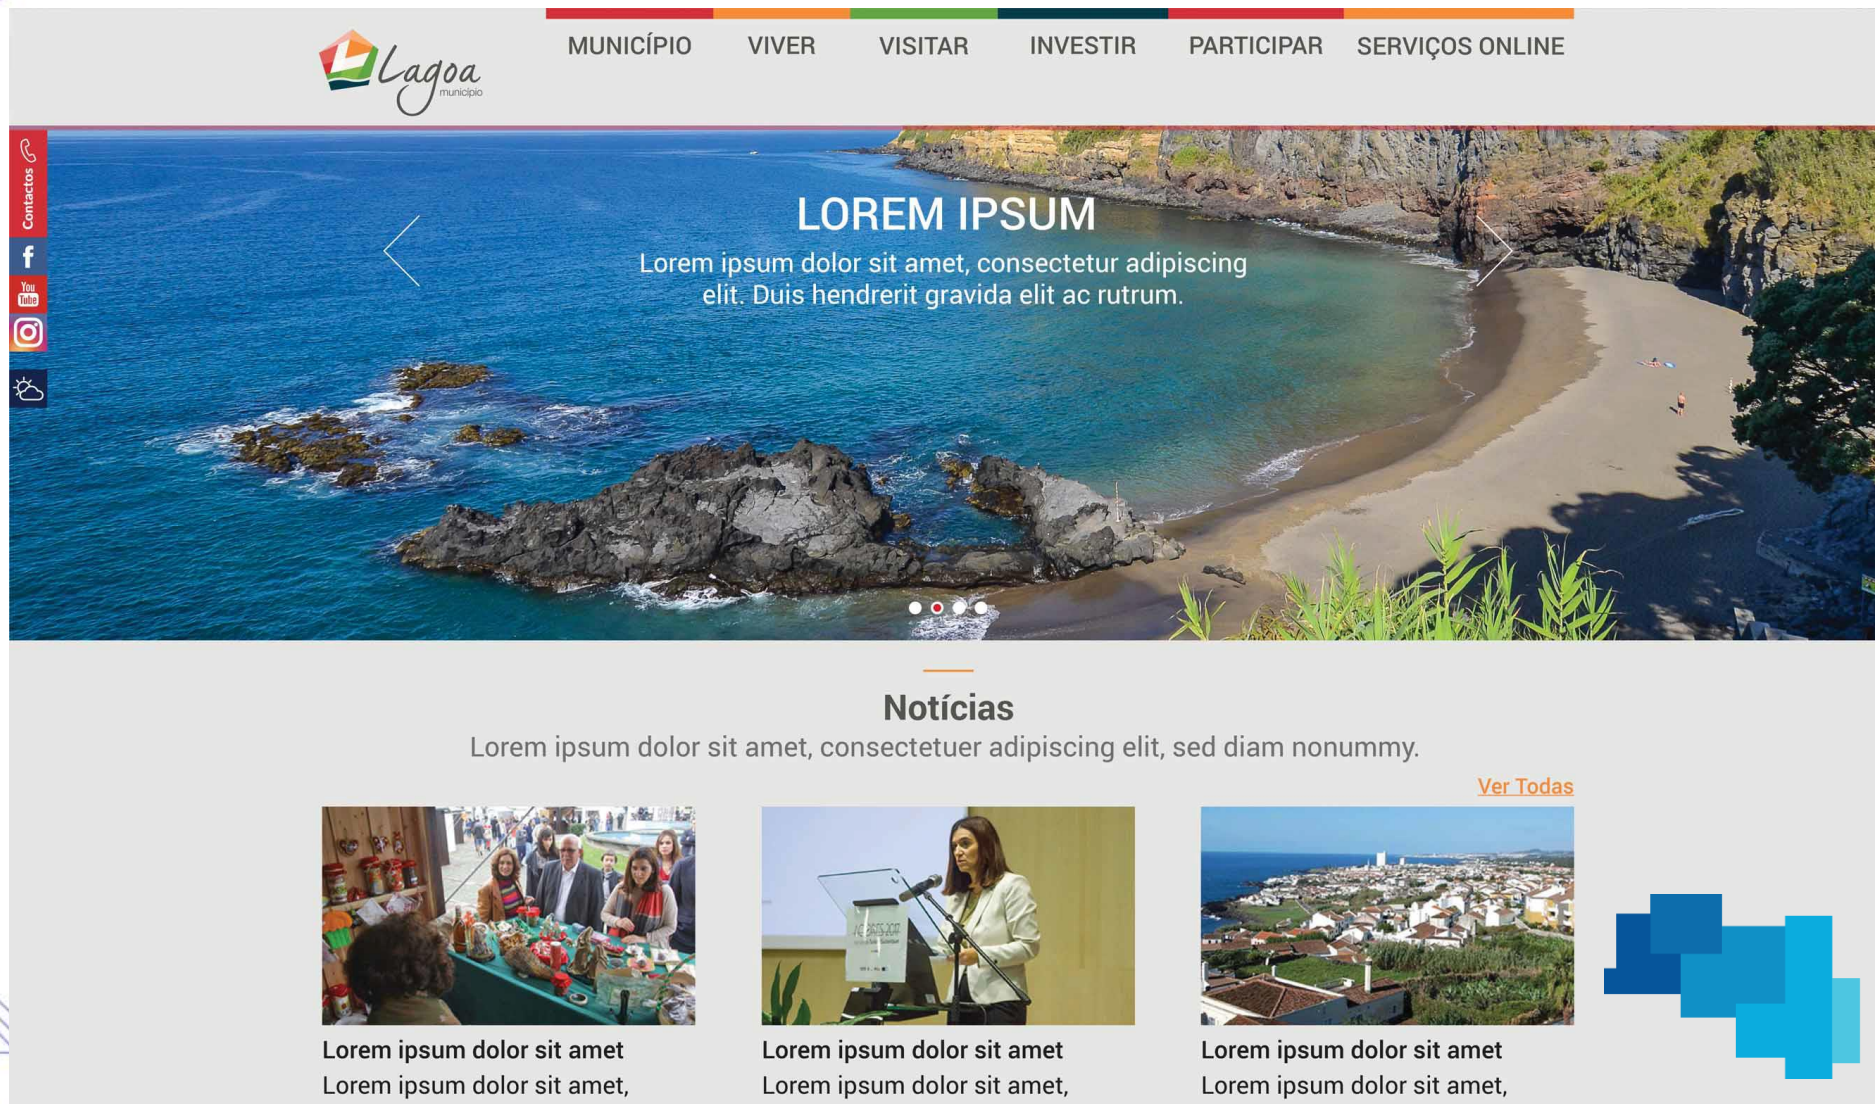 Lagoa
município
MUNICÍPIO VIVER VISITAR INVESTIR PARTICIPAR SERVIÇOS ONLINE
Contactos
f
You
Tube
LOREM IPSUM
Lorem ipsum dolor sit amet, consectetur adipiscing
elit. Duis hendrerit gravida elit ac rutrum.
Notícias
Lorem ipsum dolor sit amet, consectetuer adipiscing elit, sed diam nonummy.
Ver Todas
Lorem ipsum dolor sit amet
Lorem ipsum dolor sit amet,
Lorem ipsum dolor sit amet
Lorem ipsum dolor sit amet,
Lorem ipsum dolor sit amet
Lorem ipsum dolor sit amet,